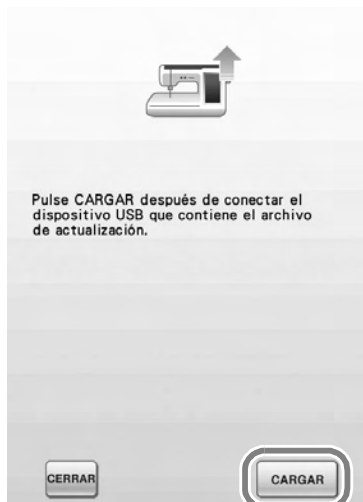 Pulse CARGAR después de conectar el
dispositivo USB que contiene el archivo
de actualización.
CERRAR
CARGAR